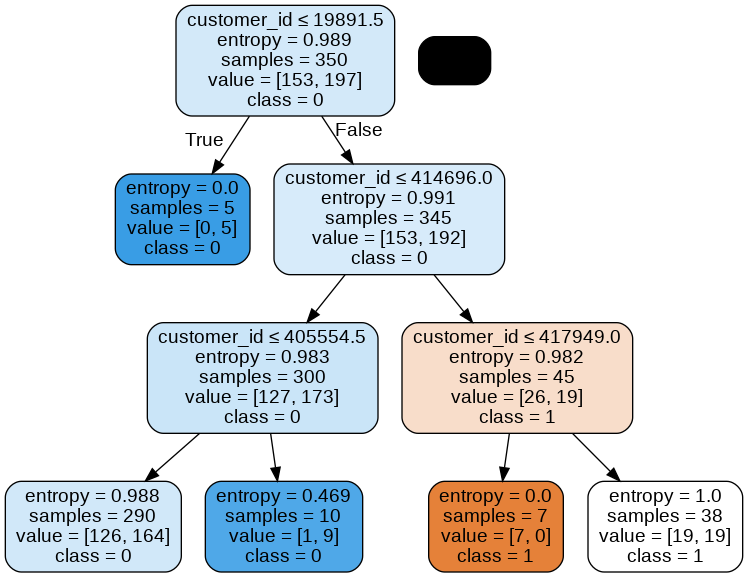 customer_id ≤ 19891.5
entropy = 0.989
samples = 350
value = [153, 197]
class = 0
True
False
entropy = 0.0
samples = 5
value = [0, 5]
class = 0
customer_id ≤ 414696.0
entropy = 0.991
samples = 345
value = [153, 192]
class = 0
customer_id ≤ 405554.5
entropy = 0.983
samples = 300
value = [127, 173]
class = 0
customer_id ≤ 417949.0
entropy = 0.982
samples = 45
value = [26, 19]
class = 1
entropy = 0.988
samples = 290
value = [126, 164]
class = 0
entropy = 0.469
samples = 10
value = [1, 9]
class = 0
entropy = 0.0
samples = 7
value = [7, 0]
class = 1
entropy = 1.0
samples = 38
value = [19, 19]
class = 1